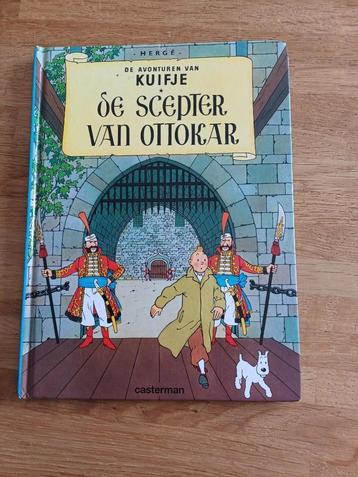 HERGÉ
DE AVONTUREN VAN
KUIFJE
DE SCEPTER
VAN OTTOKAR
casterman